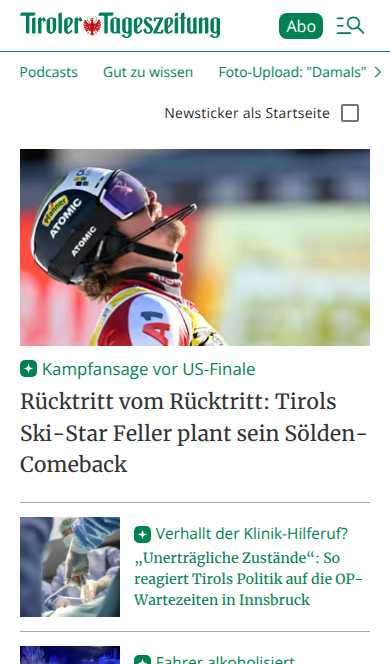 Tiroler Tageszeitung
Abo
Podcasts
Gut zu wissen
Foto-Upload: "Damals"
Newsticker als Startseite
ATOMIC
ATOMIC
Kampfansage vor US-Finale
Rücktritt vom Rücktritt: Tirols
Ski-Star Feller plant sein Sölden-
Comeback
Verhallt der Klinik-Hilferuf?
„Unerträgliche Zustände“: So
reagiert Tirols Politik auf die OP-
Wartezeiten in Innsbruck
Fahrer alkoholisiert